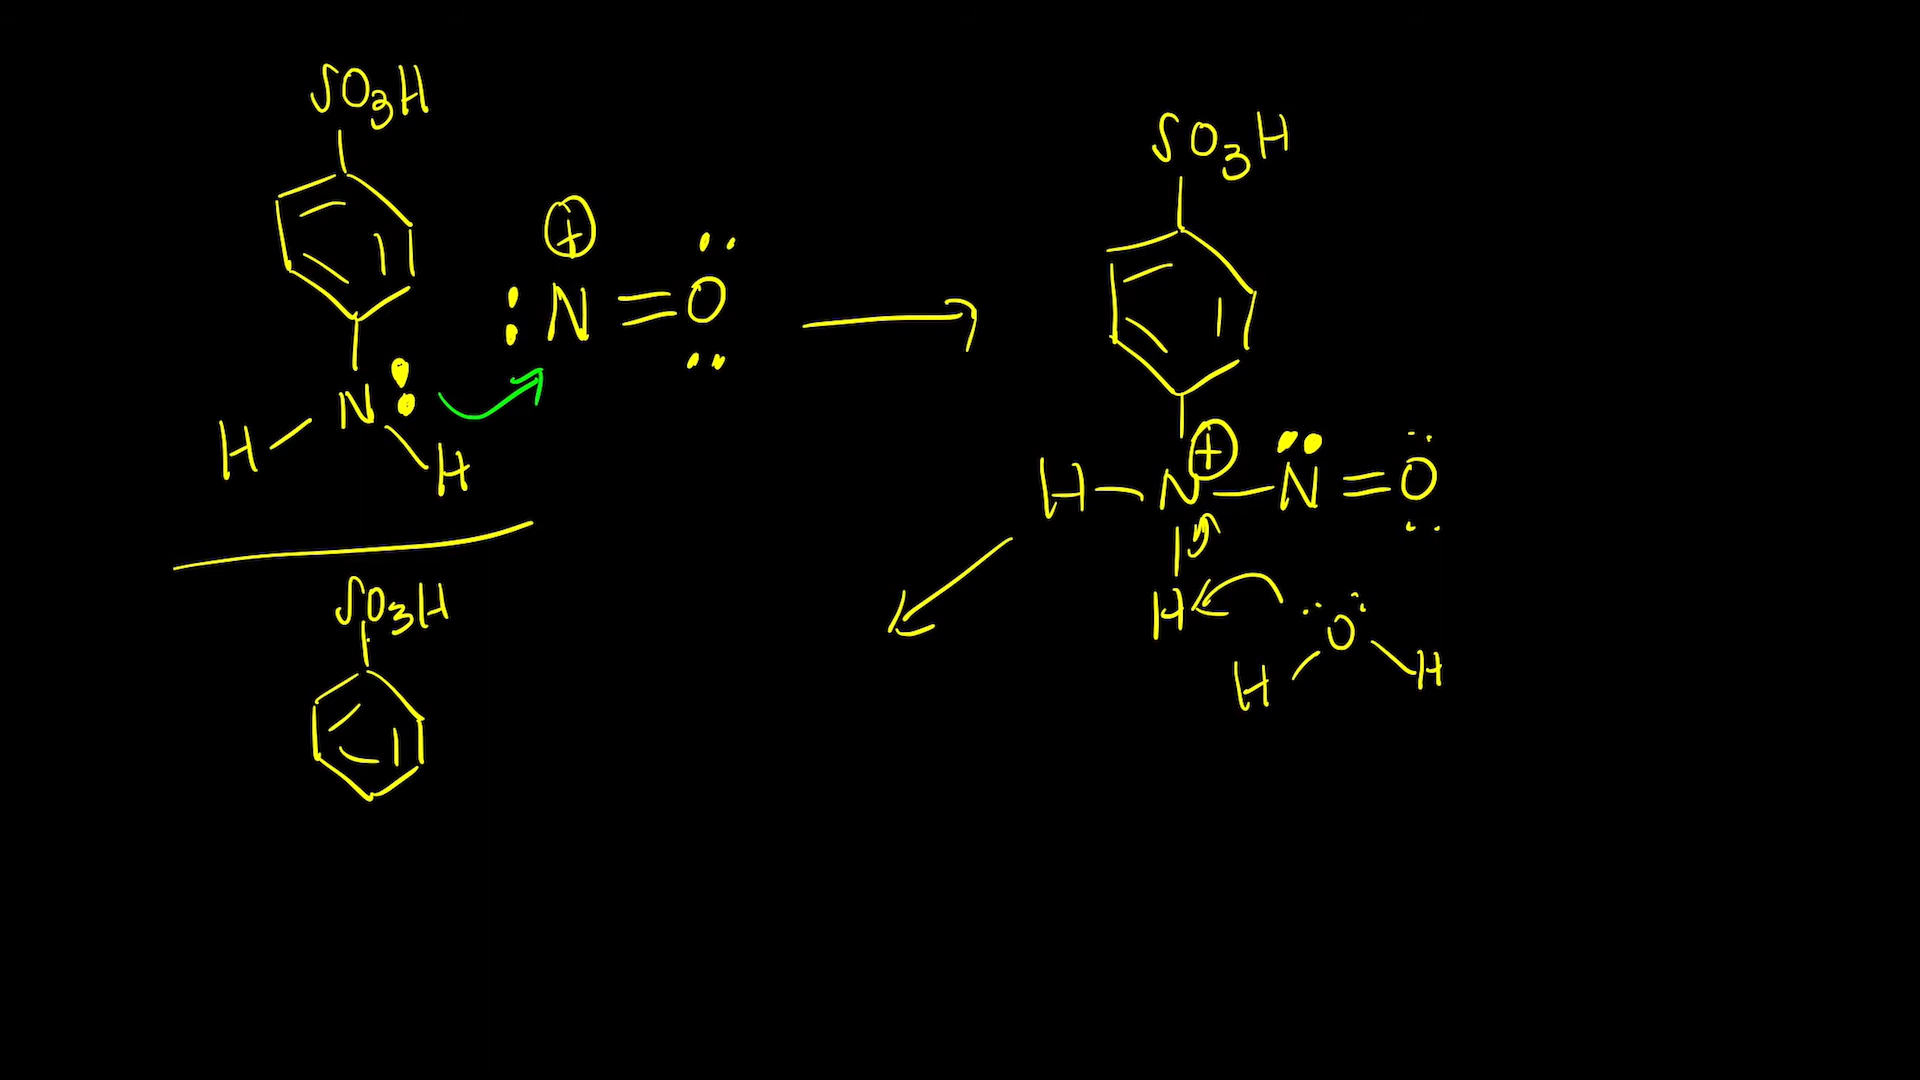 SO3H
⊕
:N=O
H-N:
H
SO3H
⊕
H-N-N=O
H
O
H H
SO3H